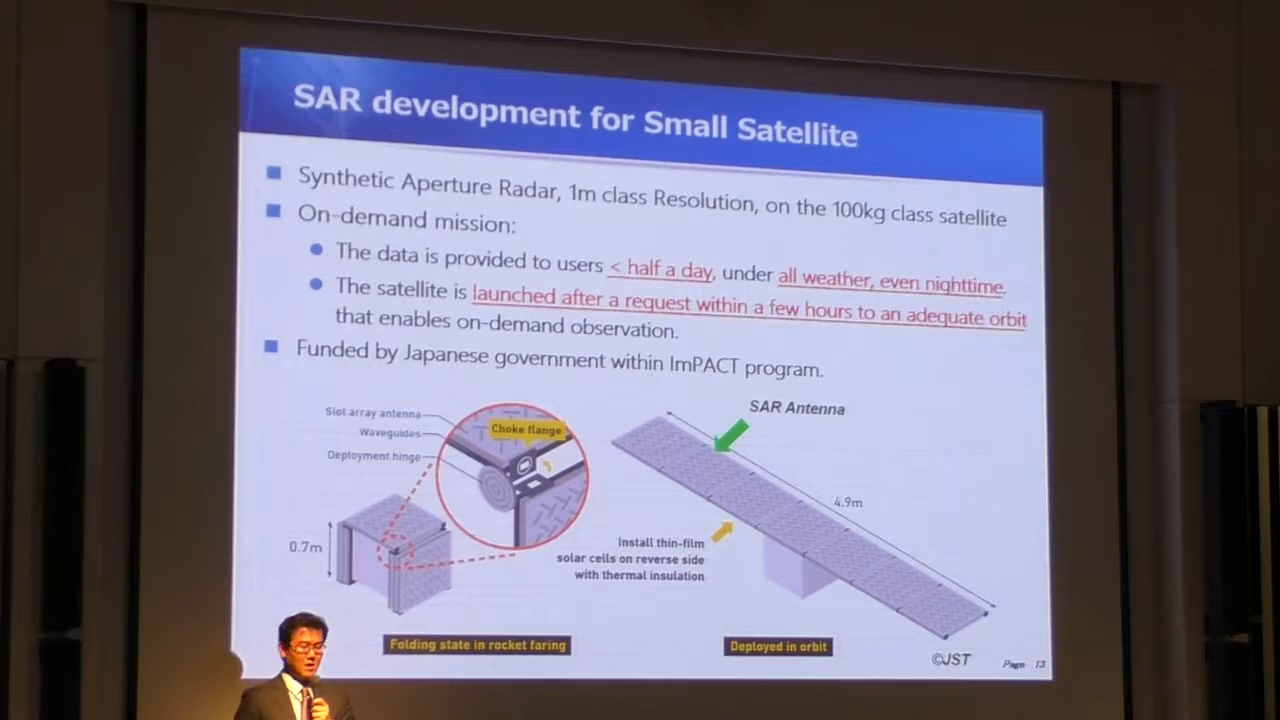 SAR development for Small Satellite
Synthetic Aperture Radar, 1m class Resolution, on the 100kg class satellite
On-demand mission:
The data is provided to users < half a day, under all weather, even nighttime.
The satellite is launched after a request within a few hours to an adequate orbit
that enables on-demand observation.
Funded by Japanese government within ImPACT program.
Slot array antenna
Waveguides
Deployment hinge
Choke flange
0.7m
Folding state in rocket faring
SAR Antenna
4.9m
Install thin-film
solar cells on reverse side
with thermal insulation
Deployed in orbit
©JST
Page 13